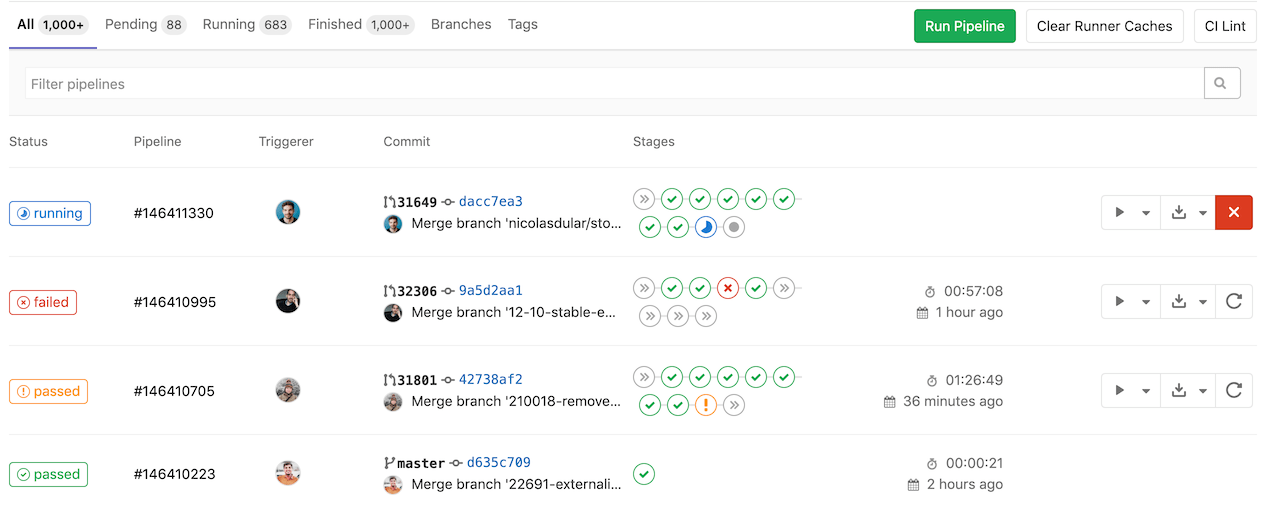 All 1,000+ Pending 88 Running 683 Finished 1,000+ Branches Tags Run Pipeline Clear Runner Caches CI Lint
Filter pipelines
Status Pipeline Triggerer Commit Stages
running #146411330 31649 dacc7ea3
Merge branch 'nicolasdular/sto...
failed #146410995 32306 9a5d2aa1 00:57:08
Merge branch '12-10-stable-e... 1 hour ago
passed #146410705 31801 42738af2 01:26:49
Merge branch '210018-remove... 36 minutes ago
passed #146410223 master d635c709 00:00:21
Merge branch '22691-externali... 2 hours ago